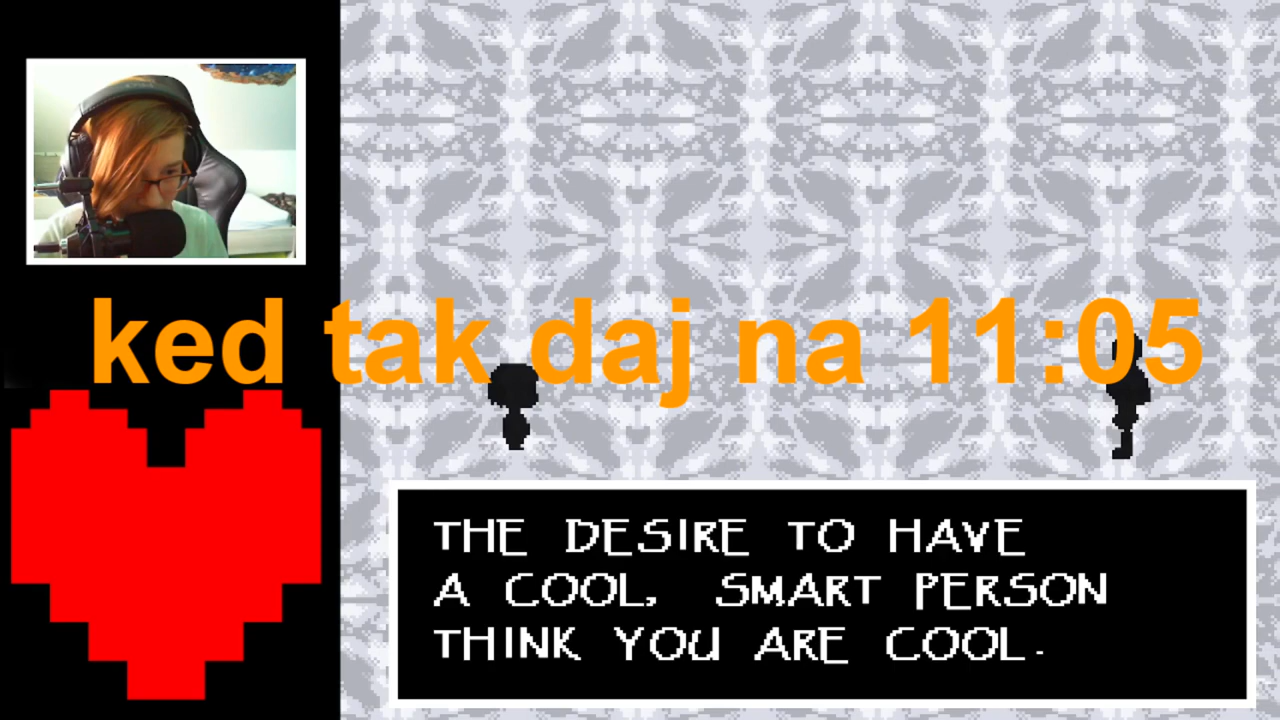 ked tak daj na 11:05
THE DESIRE TO HAVE
A COOL, SMART PERSON
THINK YOU ARE COOL.